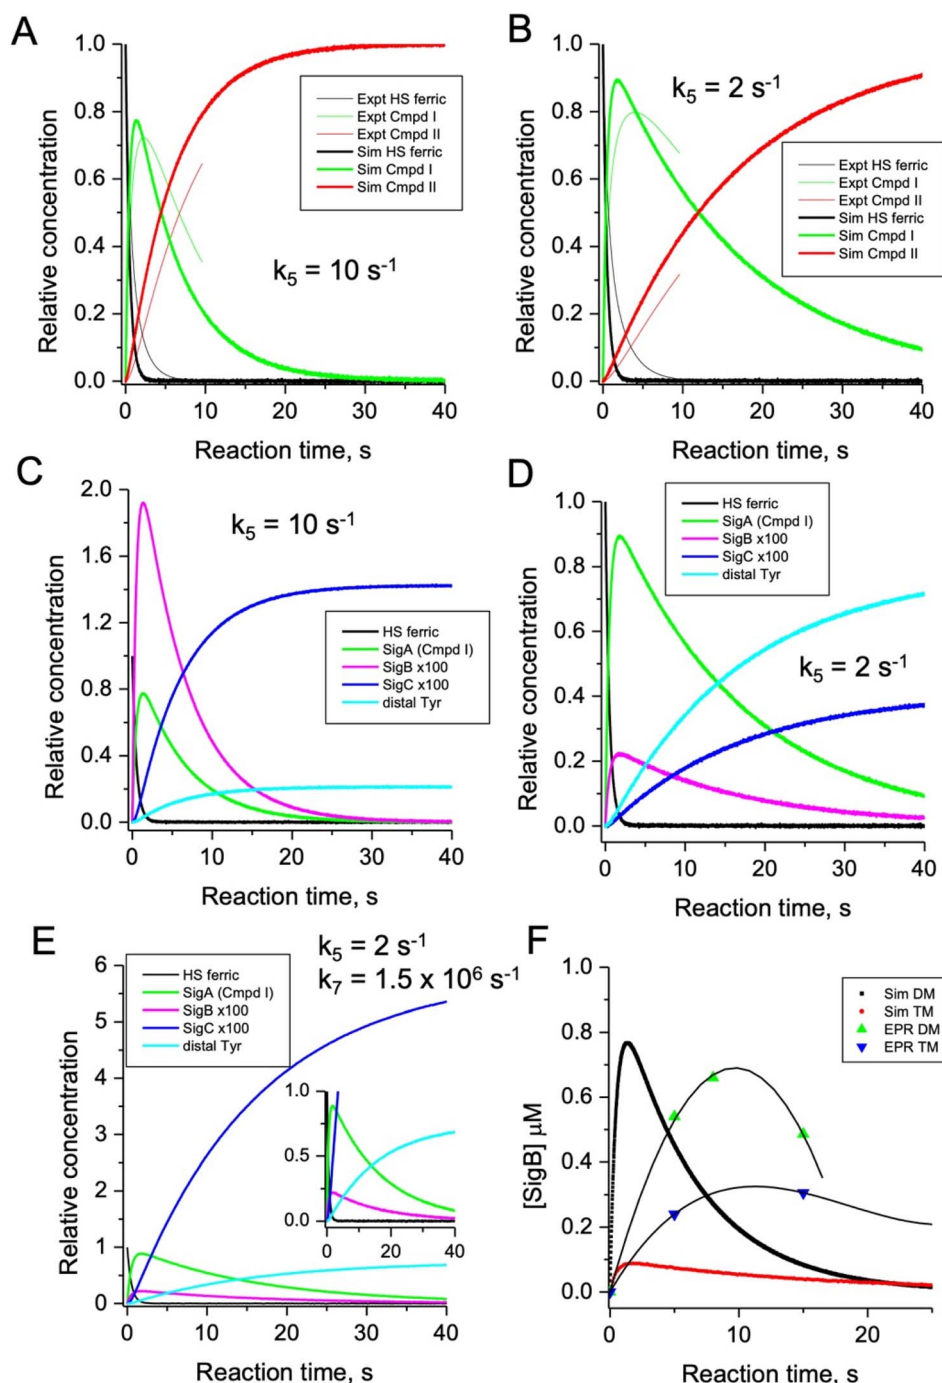 A
1.0
0.8
0.6
0.4
0.2
0.0
Relative concentration
Expt HS ferric
Expt Cmpd I
Expt Cmpd II
Sim HS ferric
Sim Cmpd I
Sim Cmpd II
k₅ = 10 s⁻¹
0 10 20 30 40
Reaction time, s
B
1.0
0.8
0.6
0.4
0.2
0.0
Relative concentration
k₅ = 2 s⁻¹
Expt HS ferric
Expt Cmpd I
Expt Cmpd II
Sim HS ferric
Sim Cmpd I
Sim Cmpd II
0 10 20 30 40
Reaction time, s
C
2.0
1.6
1.2
0.8
0.4
0.0
Relative concentration
k₅ = 10 s⁻¹
HS ferric
SigA (Cmpd I)
SigB x100
SigC x100
distal Tyr
0 10 20 30 40
Reaction time, s
D
1.0
0.8
0.6
0.4
0.2
0.0
Relative concentration
HS ferric
SigA (Cmpd I)
SigB x100
SigC x100
distal Tyr
k₅ = 2 s⁻¹
0 10 20 30 40
Reaction time, s
E
k₅ = 2 s⁻¹
k₇ = 1.5 x 10⁶ s⁻¹
6
5
4
3
2
1
0
Relative concentration
HS ferric
SigA (Cmpd I)
SigB x100
SigC x100
distal Tyr
1.0
0.5
0.0
0 10 20 30 40
0 10 20 30 40
Reaction time, s
F
1.0
0.8
0.6
0.4
0.2
0.0
[SigB] μM
Sim DM
Sim TM
EPR DM
EPR TM
0 10 20
Reaction time, s